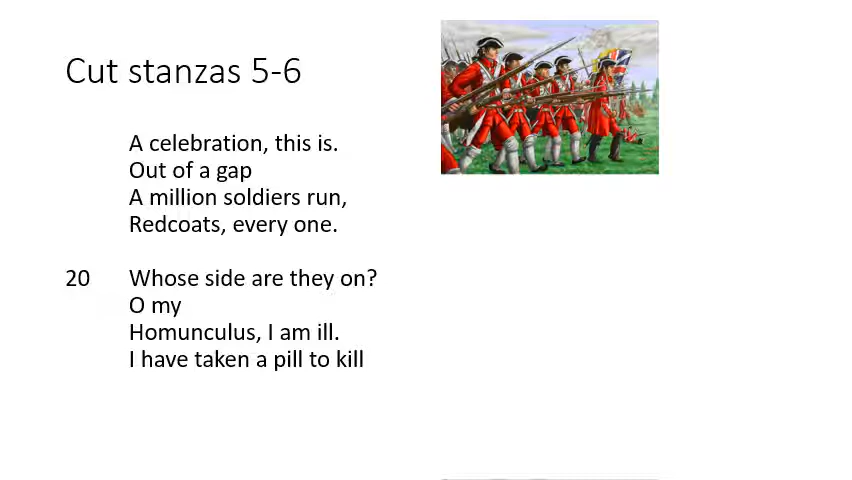 Cut stanzas 5-6
A celebration, this is.
Out of a gap
A million soldiers run,
Redcoats, every one.
20 Whose side are they on?
O my
Homunculus, I am ill.
I have taken a pill to kill